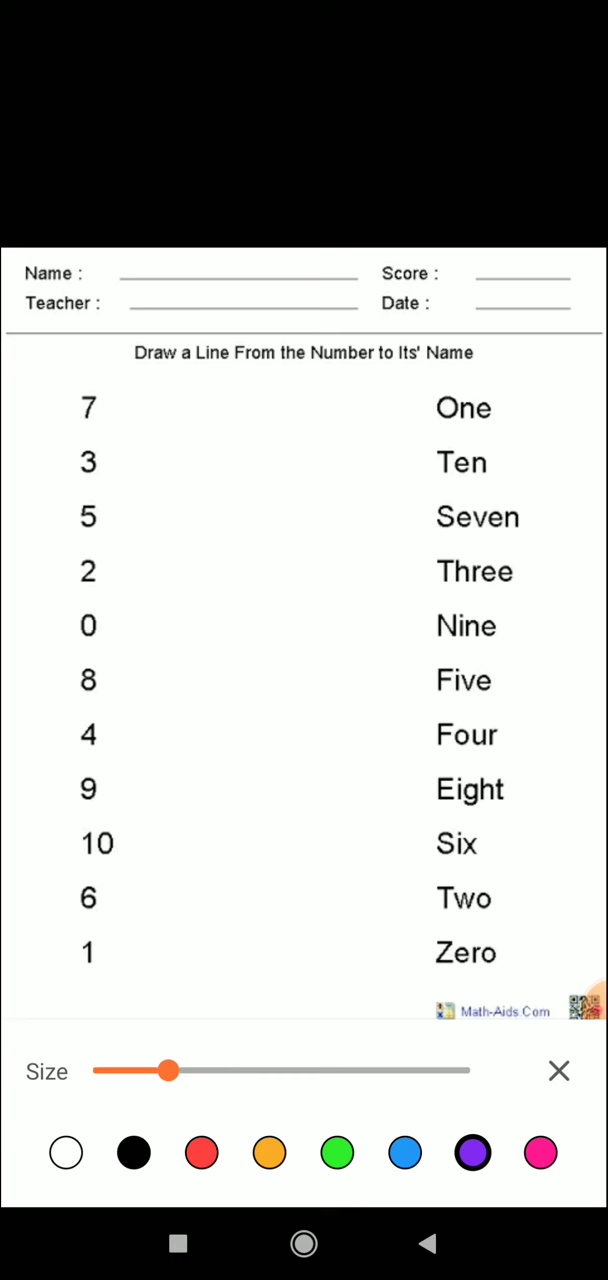 Name : Score :
Teacher : Date :
Draw a Line From the Number to Its' Name
7 One
3 Ten
5 Seven
2 Three
0 Nine
8 Five
4 Four
9 Eight
10 Six
6 Two
1 Zero
Math-Aids.Com
Size